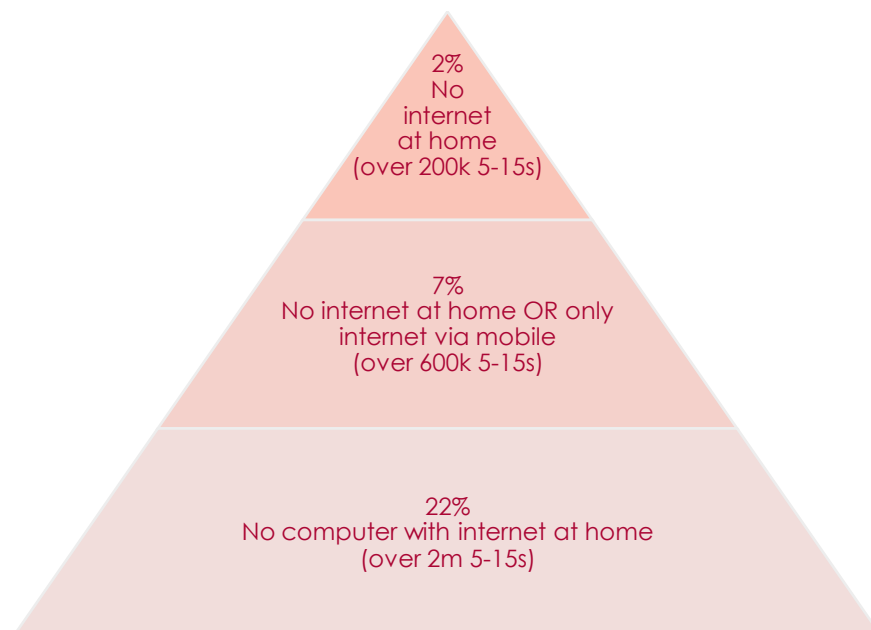 2%
No
internet
at home
(over 200k 5-15s)
7%
No internet at home OR only
internet via mobile
(over 600k 5-15s)
22%
No computer with internet at home
(over 2m 5-15s)